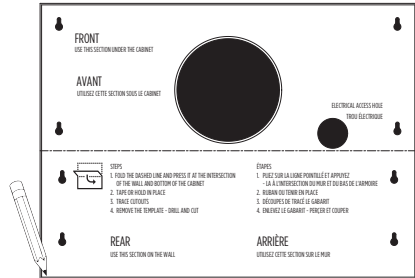 FRONT
USE THIS SECTION UNDER THE CABINET
AVANT
UTILISEZ CETTE SECTION SOUS LE CABINET
ELECTRICAL ACCESS HOLE
TROU ÉLECTRIQUE
STEPS
1. FOLD THE DASHED LINE AND PRESS IT AT THE INTERSECTION
OF THE WALL AND BOTTOM OF THE CABINET
2. TAPE OR HOLD IN PLACE
3. TRACE CUTOUTS
4. REMOVE THE TEMPLATE - DRILL AND CUT
ÉTAPES
1. PLIEZ SUR LA LIGNE POINTILLÉ ET APPUYEZ
- LA À L'INTERSECTION DU MUR ET DU BAS DE L'ARMOIRE
2. RUBAN OU TENIR EN PLACE
3. DÉCOUPES DE TRACÉ LE GABARIT
4. ENLEVEZ LE GABARIT - PERÇER ET COUPER
REAR
USE THIS SECTION ON THE WALL
ARRIÈRE
UTILISEZ CETTE SECTION SUR LE MUR